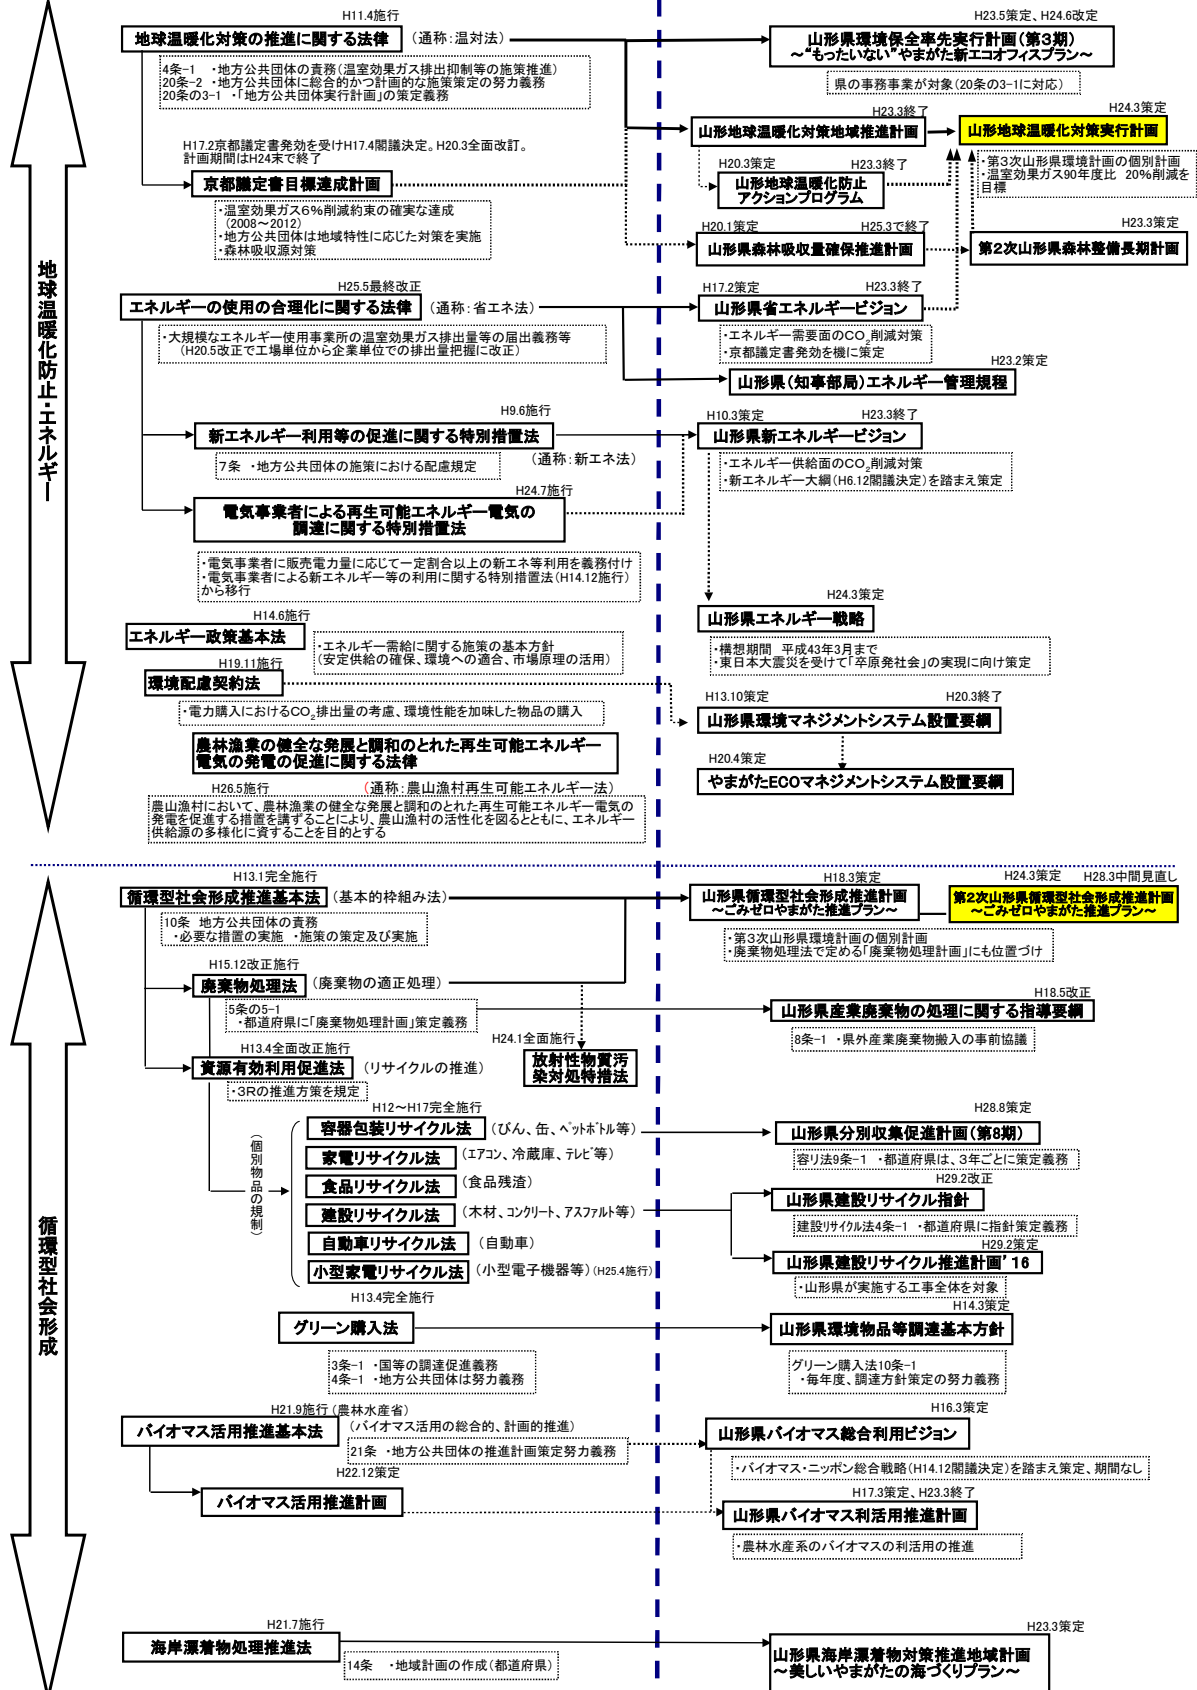 地球温暖化防止・エネルギー
H11.4施行
地球温暖化対策の推進に関する法律
(通称：温対法)
4条-1　・地方公共団体の責務(温室効果ガス排出抑制等の施策推進)
20条-2　・地方公共団体に総合的かつ計画的な施策策定の努力義務
20条の3-1　・「地方公共団体実行計画」の策定義務
H23.5策定、H24.6改定
山形県環境保全率先実行計画(第3期)
～“もったいない”やまがた新エコオフィスプラン～
県の事務事業が対象(20条の3-1に対応)
H23.3終了
山形地球温暖化対策地域推進計画
H24.3策定
山形地球温暖化対策実行計画
・第3次山形県環境計画の個別計画
・温室効果ガス90年度比　20％削減を
目標
H17.2京都議定書発効を受けH17.4閣議決定。H20.3全面改訂。
計画期間はH24末で終了
京都議定書目標達成計画
・温室効果ガス6％削減約束の確実な達成
(2008～2012)
・地方公共団体は地域特性に応じた対策を実施
・森林吸収源対策
H20.3策定
H23.3終了
山形地球温暖化防止
アクションプログラム
H20.1策定
H25.3で終了
山形県森林吸収量確保推進計画
H23.3策定
第2次山形県森林整備長期計画
H25.5最終改正
エネルギーの使用の合理化に関する法律
(通称：省エネ法)
・大規模なエネルギー使用事業所の温室効果ガス排出量等の届出義務等
(H20.5改正で工場単位から企業単位での排出量把握に改正)
H17.2策定
H23.3終了
山形県省エネルギービジョン
・エネルギー需要面のCO2削減対策
・京都議定書発効を機に策定
H23.2策定
山形県(知事部局)エネルギー管理規程
H9.6施行
新エネルギー利用等の促進に関する特別措置法
(通称：新エネ法)
7条　・地方公共団体の施策における配慮規定
H10.3策定
H23.3終了
山形県新エネルギービジョン
・エネルギー供給面のCO2削減対策
・新エネルギー大綱(H6.12閣議決定)を踏まえ策定
H24.7施行
電気事業者による再生可能エネルギー電気の
調達に関する特別措置法
・電気事業者に販売電力量に応じて一定割合以上の新エネ等利用を義務付け
・電気事業者による新エネルギー等の利用に関する特別措置法(H14.12施行)
から移行
H24.3策定
山形県エネルギー戦略
・構想期間　平成43年3月まで
・東日本大震災を受けて「卒原発社会」の実現に向け策定
H14.6施行
エネルギー政策基本法
・エネルギー需給に関する施策の基本方針
(安定供給の確保、環境への適合、市場原理の活用)
H19.11施行
環境配慮契約法
・電力購入におけるCO2排出量の考慮、環境性能を加味した物品の購入
H13.10策定
H20.3終了
山形県環境マネジメントシステム設置要綱
H20.4策定
やまがたECOマネジメントシステム設置要綱
農林漁業の健全な発展と調和のとれた再生可能エネルギー
電気の発電の促進に関する法律
H26.5施行
(通称：農山漁村再生可能エネルギー法)
農山漁村において、農林漁業の健全な発展と調和のとれた再生可能エネルギー電気の
発電を促進する措置を講ずることにより、農山漁村の活性化を図るとともに、エネルギー
供給源の多様化に資することを目的とする
循環型社会形成
H13.1完全施行
循環型社会形成推進基本法
(基本的枠組み法)
10条　地方公共団体の責務
・必要な措置の実施　・施策の策定及び実施
H18.3策定
山形県循環型社会形成推進計画
～ごみゼロやまがた推進プラン～
H24.3策定　H28.3中間見直し
第2次山形県循環型社会形成推進計画
～ごみゼロやまがた推進プラン～
・第3次山形県環境計画の個別計画
・廃棄物処理法で定める「廃棄物処理計画」にも位置づけ
H15.12改正施行
廃棄物処理法
(廃棄物の適正処理)
5条の5-1
・都道府県に「廃棄物処理計画」策定義務
H18.5改正
山形県産業廃棄物の処理に関する指導要綱
8条-1　・県外産業廃棄物搬入の事前協議
H24.1全面施行
放射性物質汚
染対処特措法
H13.4全面改正施行
資源有効利用促進法
(リサイクルの推進)
・3Rの推進方策を規定
(個別物品の規制)
H12～H17完全施行
容器包装リサイクル法
(びん、缶、ペットボトル等)
家電リサイクル法
(エアコン、冷蔵庫、テレビ等)
食品リサイクル法
(食品残渣)
建設リサイクル法
(木材、コンクリート、アスファルト等)
自動車リサイクル法
(自動車)
小型家電リサイクル法
(小型電子機器等)(H25.4施行)
H28.8策定
山形県分別収集促進計画(第8期)
容リ法9条-1　・都道府県は、3年ごとに策定義務
H29.2改正
山形県建設リサイクル指針
建設リサイクル法4条-1　・都道府県に指針策定義務
H29.2策定
山形県建設リサイクル推進計画’16
・山形県が実施する工事全体を対象
H13.4完全施行
グリーン購入法
3条-1　・国等の調達促進義務
4条-1　・地方公共団体は努力義務
H14.3策定
山形県環境物品等調達基本方針
グリーン購入法10条-1
・毎年度、調達方針策定の努力義務
H21.9施行(農林水産省)
バイオマス活用推進基本法
(バイオマス活用の総合的、計画的推進)
21条　・地方公共団体の推進計画策定努力義務
H16.3策定
山形県バイオマス総合利用ビジョン
・バイオマス・ニッポン総合戦略(H14.12閣議決定)を踏まえ策定、期間なし
H22.12策定
バイオマス活用推進計画
H17.3策定、H23.3終了
山形県バイオマス利活用推進計画
・農林水産系のバイオマスの利活用の推進
H21.7施行
海岸漂着物処理推進法
14条　・地域計画の作成(都道府県)
H23.3策定
山形県海岸漂着物対策推進地域計画
～美しいやまがたの海づくりプラン～